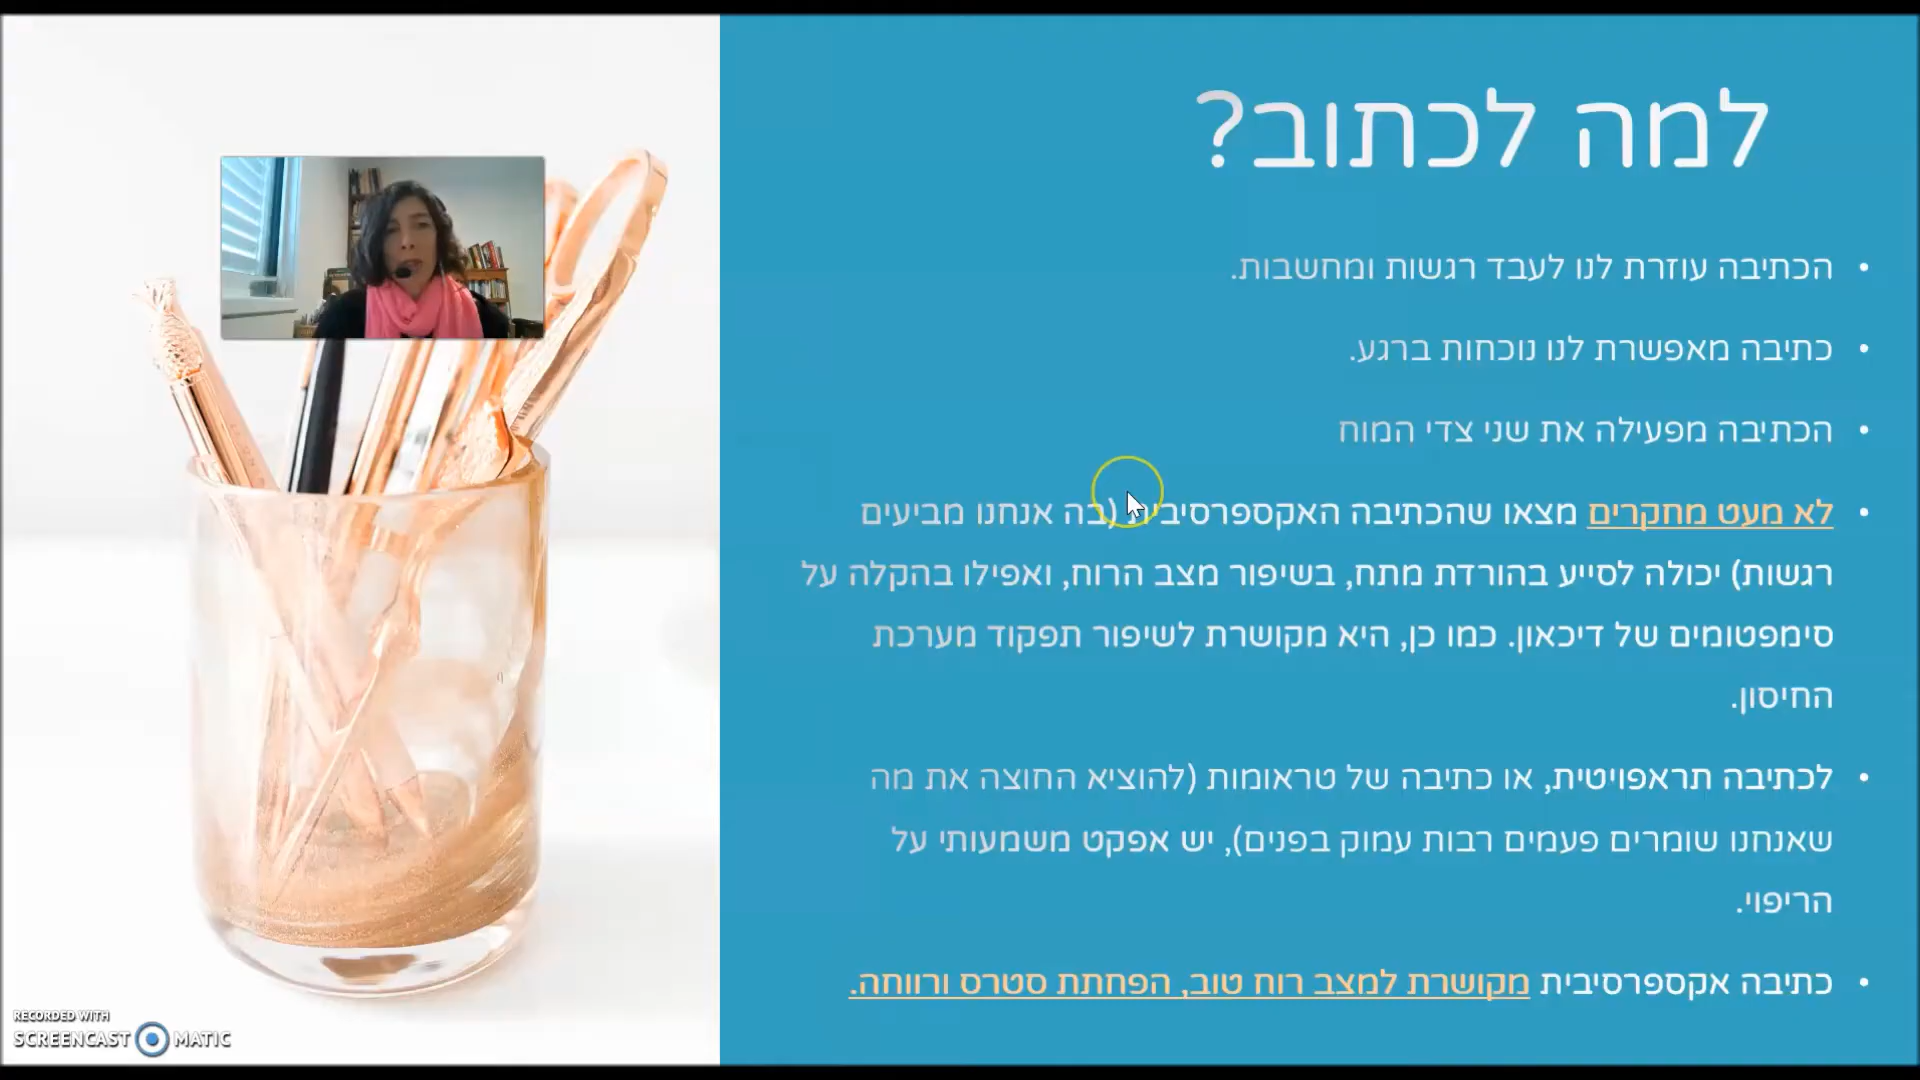 למה לכתוב?
הכתיבה עוזרת לנו לעבד רגשות ומחשבות.
כתיבה מאפשרת לנו נוכחות ברגע.
הכתיבה מפעילה את שני צדי המוח
לא מעט מחקרים מצאו שהכתיבה האקספרסיבית (בה אנחנו מביעים
רגשות) יכולה לסייע בהורדת מתח, בשיפור מצב הרוח, ואפילו בהקלה על
סימפטומים של דיכאון. כמו כן, היא מקושרת לשיפור תפקוד מערכת
החיסון.
לכתיבה תראפויטית, או כתיבה של טראומות (להוציא החוצה את מה
שאנחנו שומרים פעמים רבות עמוק בפנים), יש אפקט משמעותי על
הריפוי.
כתיבה אקספרסיבית מקושרת למצב רוח טוב, הפחתת סטרס ורווחה.
RECORDED WITH
SCREENCAST MATIC